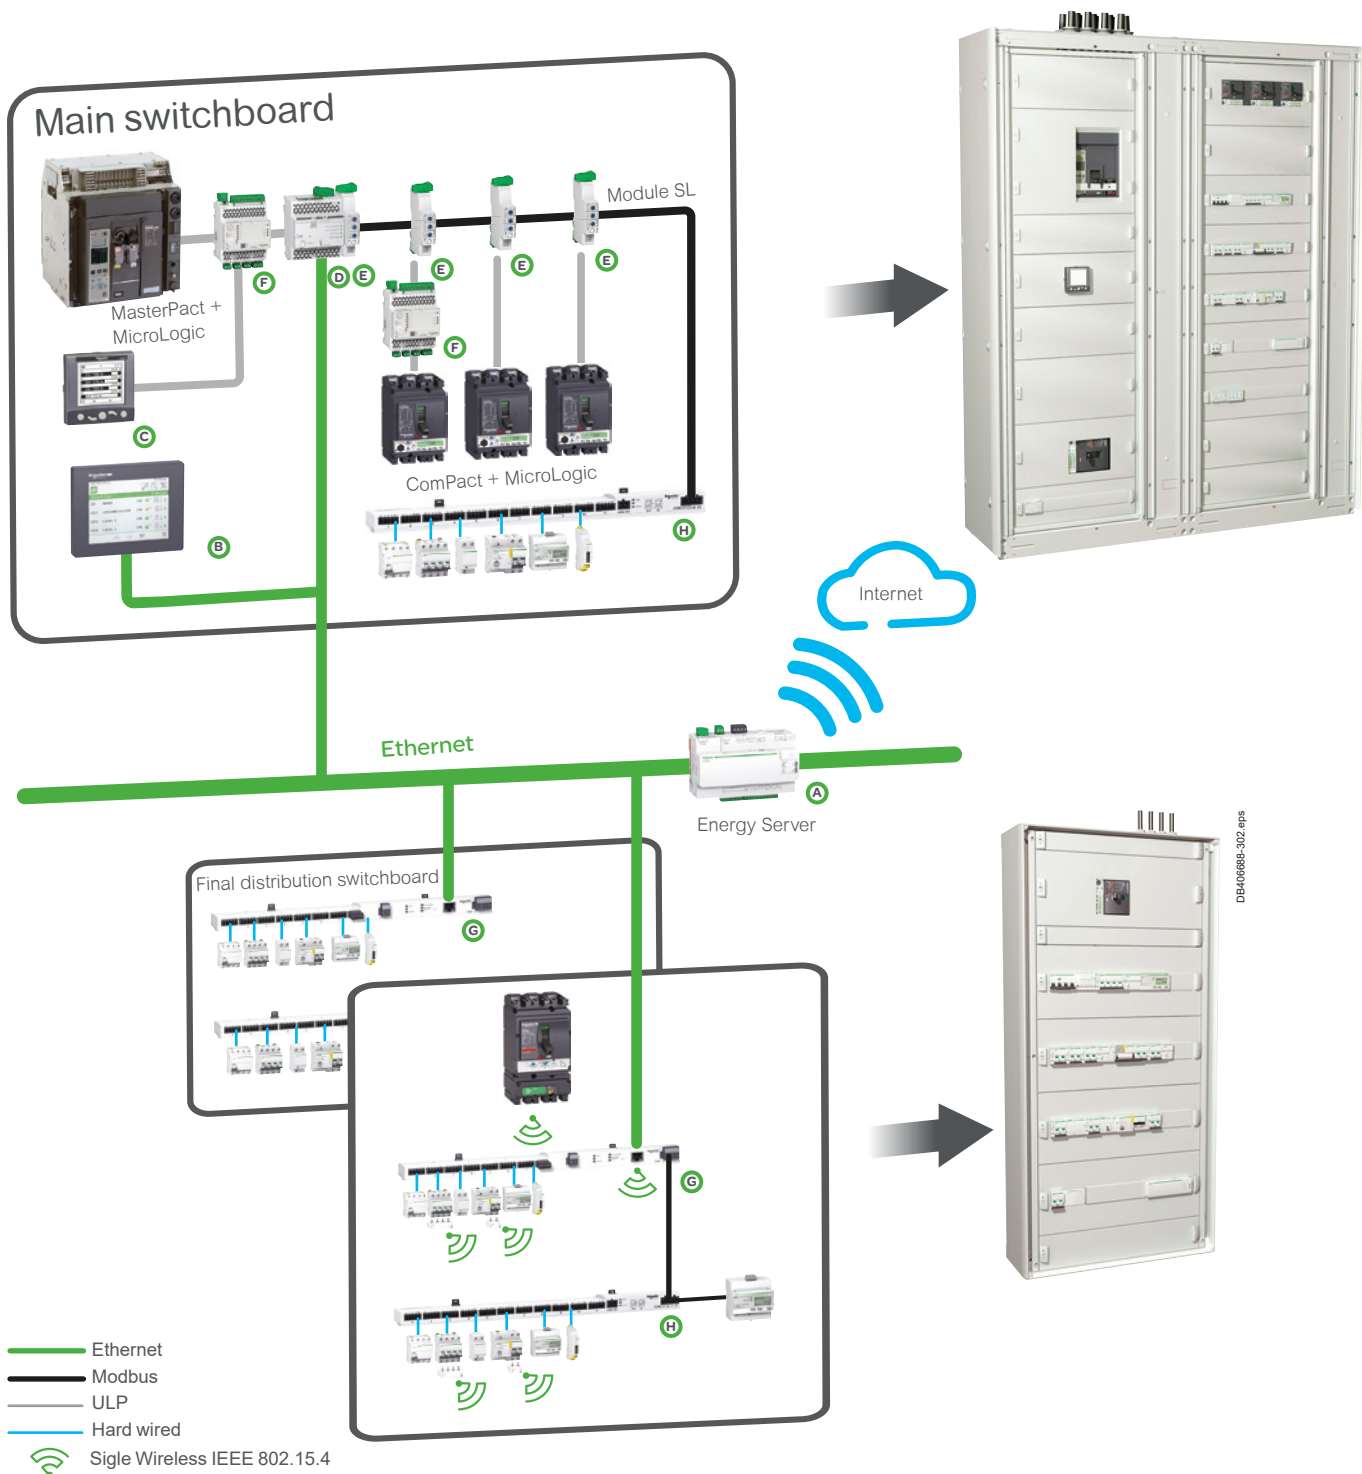 Main switchboard
Module SL
F
D
E
E
E
E
MasterPact +
MicroLogic
F
C
ComPact + MicroLogic
B
H
Internet
Ethernet
A
Energy Server
DB406688-302.eps
Final distribution switchboard
G
G
H
Ethernet
Modbus
ULP
Hard wired
Sigle Wireless IEEE 802.15.4